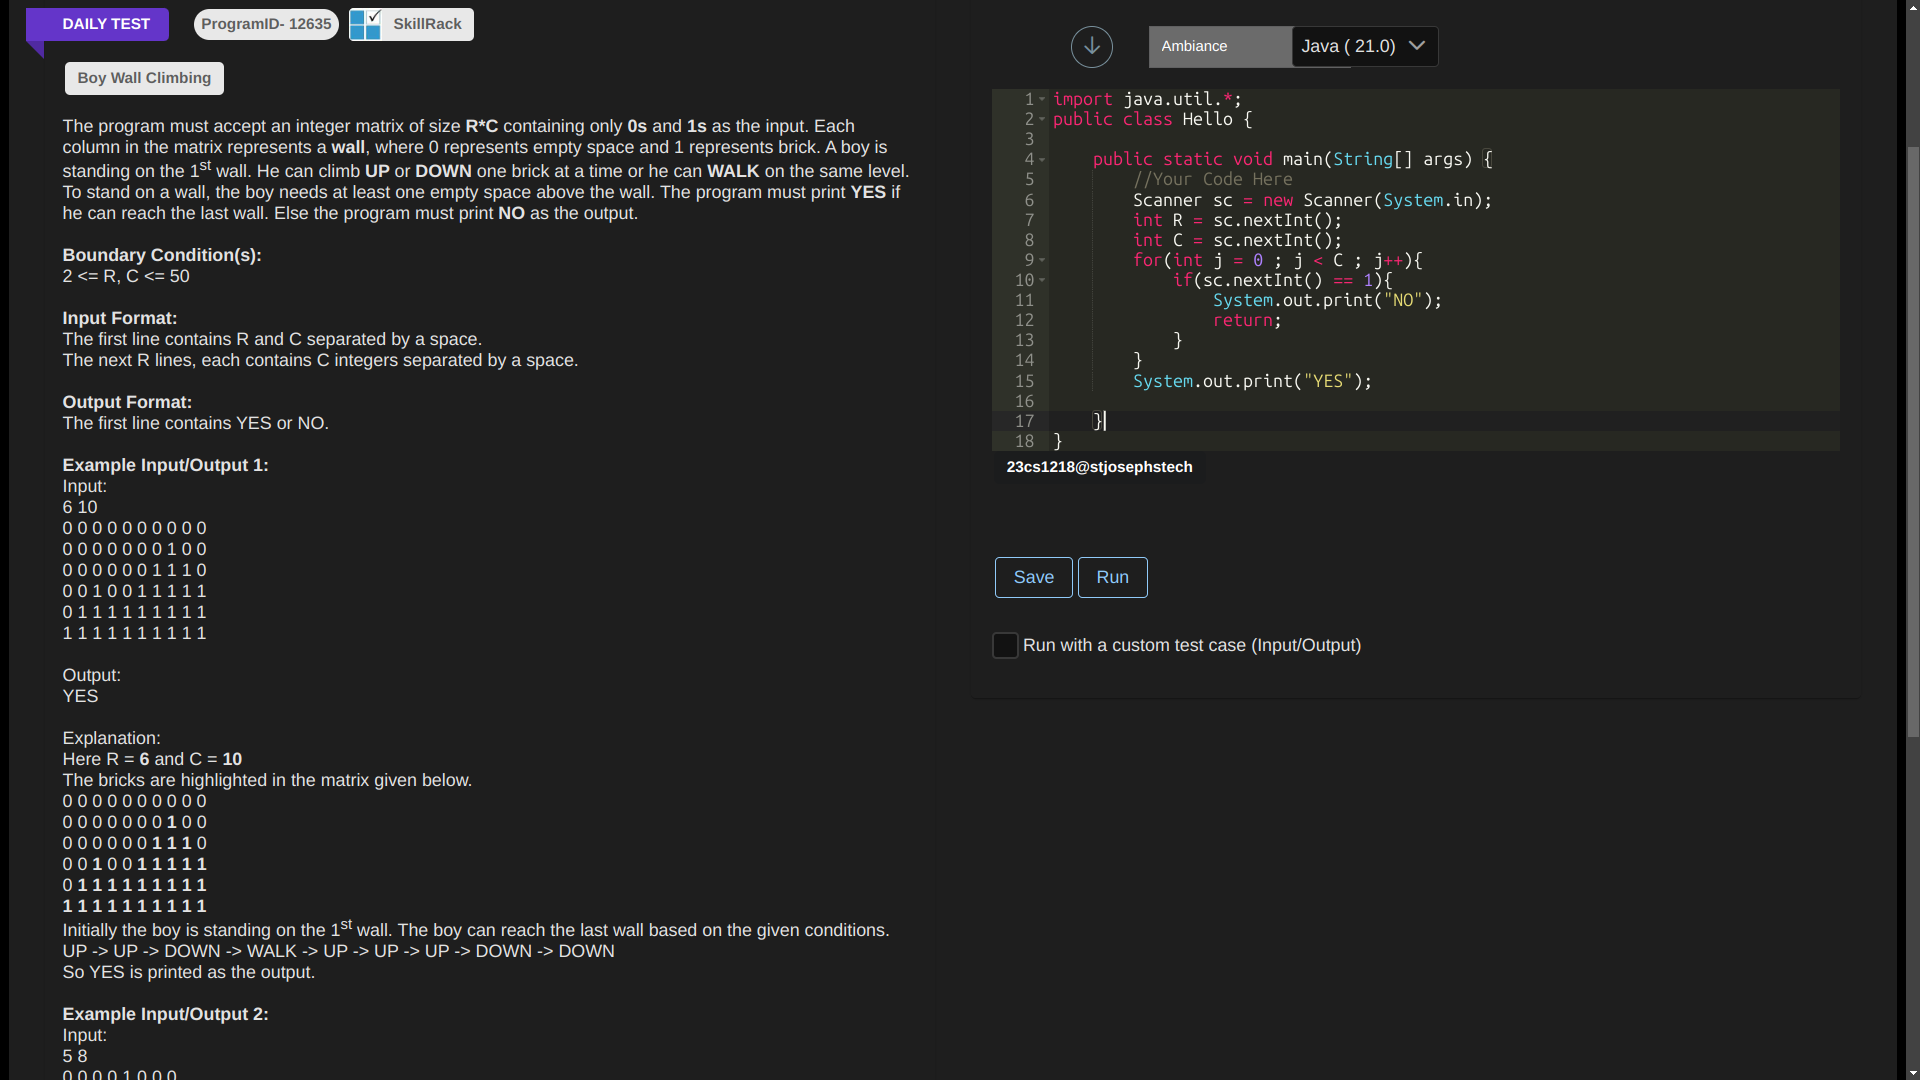 DAILY TEST
ProgramID- 12635
SkillRack
Boy Wall Climbing
The program must accept an integer matrix of size R*C containing only 0s and 1s as the input. Each
column in the matrix represents a wall, where 0 represents empty space and 1 represents brick. A boy is
standing on the 1st wall. He can climb UP or DOWN one brick at a time or he can WALK on the same level.
To stand on a wall, the boy needs at least one empty space above the wall. The program must print YES if
he can reach the last wall. Else the program must print NO as the output.
Boundary Condition(s):
2 <= R, C <= 50
Input Format:
The first line contains R and C separated by a space.
The next R lines, each contains C integers separated by a space.
Output Format:
The first line contains YES or NO.
Example Input/Output 1:
Input:
6 10
0 0 0 0 0 0 0 0 0 0
0 0 0 0 0 0 0 1 0 0
0 0 0 0 0 0 1 1 1 0
0 0 1 0 0 1 1 1 1 1
0 1 1 1 1 1 1 1 1 1
1 1 1 1 1 1 1 1 1 1
Output:
YES
Explanation:
Here R = 6 and C = 10
The bricks are highlighted in the matrix given below.
0 0 0 0 0 0 0 0 0 0
0 0 0 0 0 0 0 1 0 0
0 0 0 0 0 0 1 1 1 0
0 0 1 0 0 1 1 1 1 1
0 1 1 1 1 1 1 1 1 1
1 1 1 1 1 1 1 1 1 1
Initially the boy is standing on the 1st wall. The boy can reach the last wall based on the given conditions.
UP -> UP -> DOWN -> WALK -> UP -> UP -> UP -> DOWN -> DOWN
So YES is printed as the output.
Example Input/Output 2:
Input:
5 8
0 0 0 0 1 0 0 0
Ambiance
Java ( 21.0)
1 import java.util.*;
2 public class Hello {
3
4 public static void main(String[] args) {
5 //Your Code Here
6 Scanner sc = new Scanner(System.in);
7 int R = sc.nextInt();
8 int C = sc.nextInt();
9 for(int j = 0 ; j < C ; j++){
10 if(sc.nextInt() == 1){
11 System.out.print("NO");
12 return;
13 }
14 }
15 System.out.print("YES");
16
17 }
18 }
23cs1218@stjosephstech
Save
Run
Run with a custom test case (Input/Output)